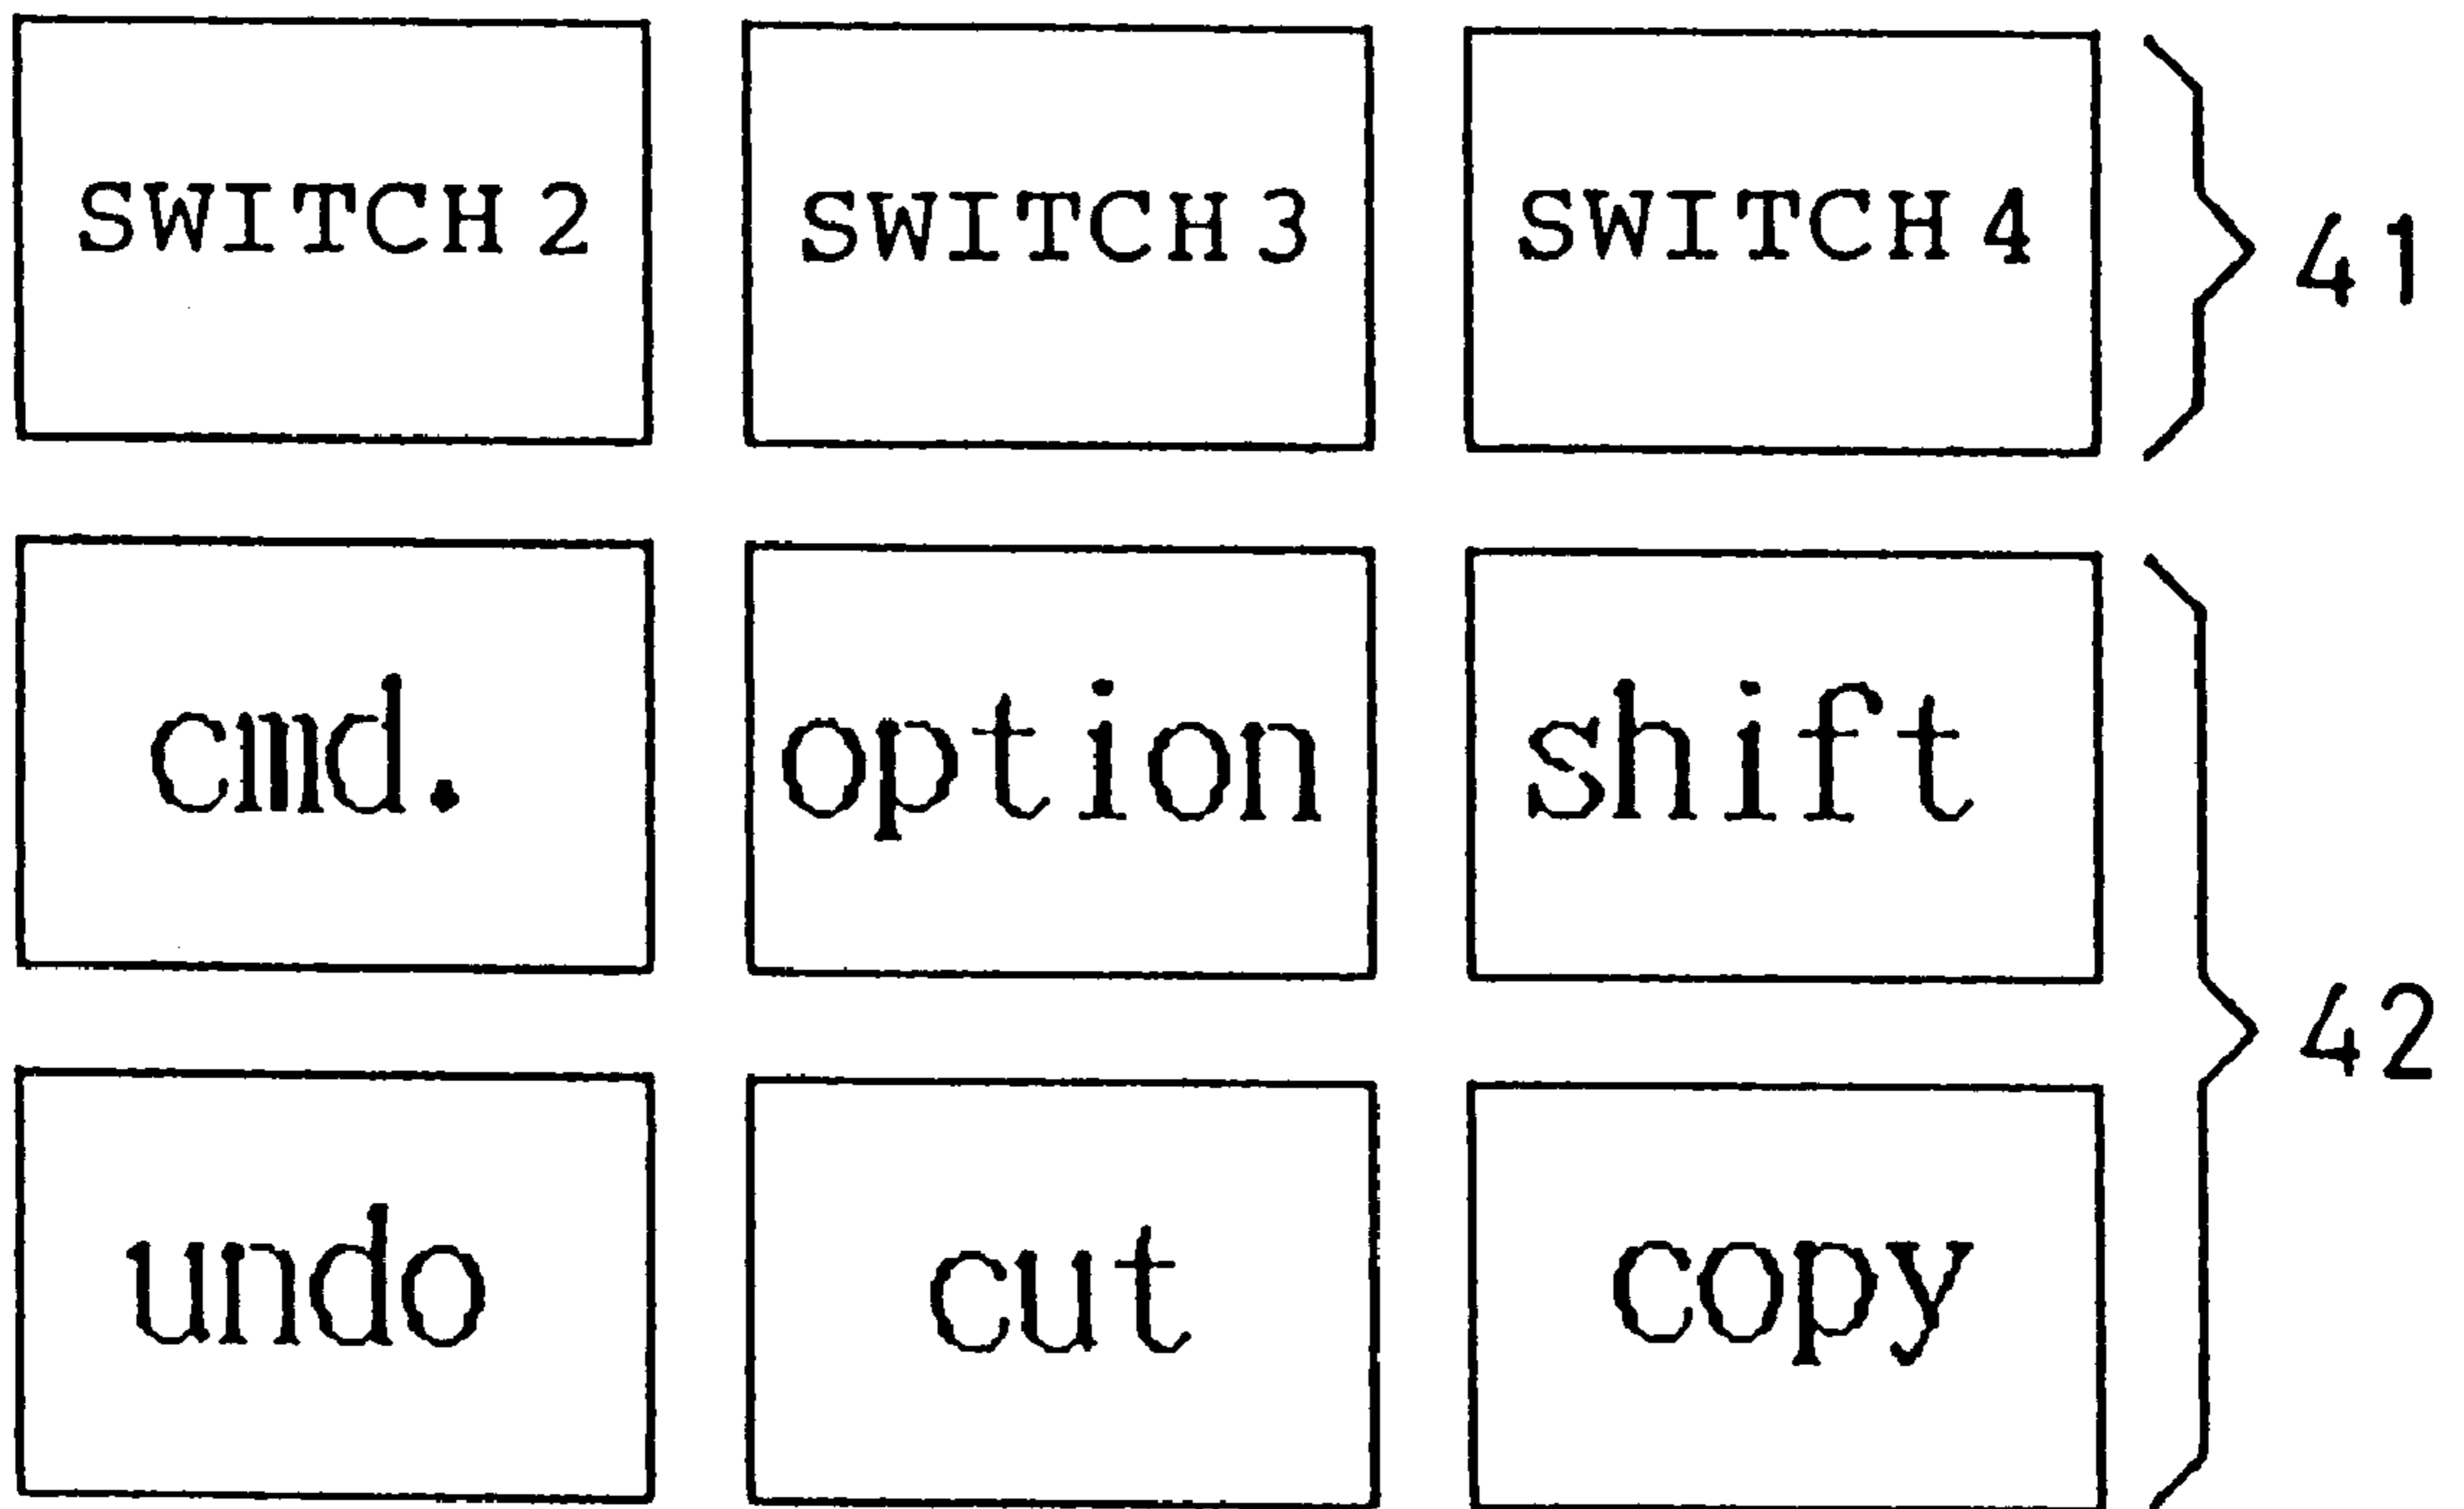 SWITCH 2 SWITCH 3 SWITCH 4
41
cmd. option shift
42
undo cut copy